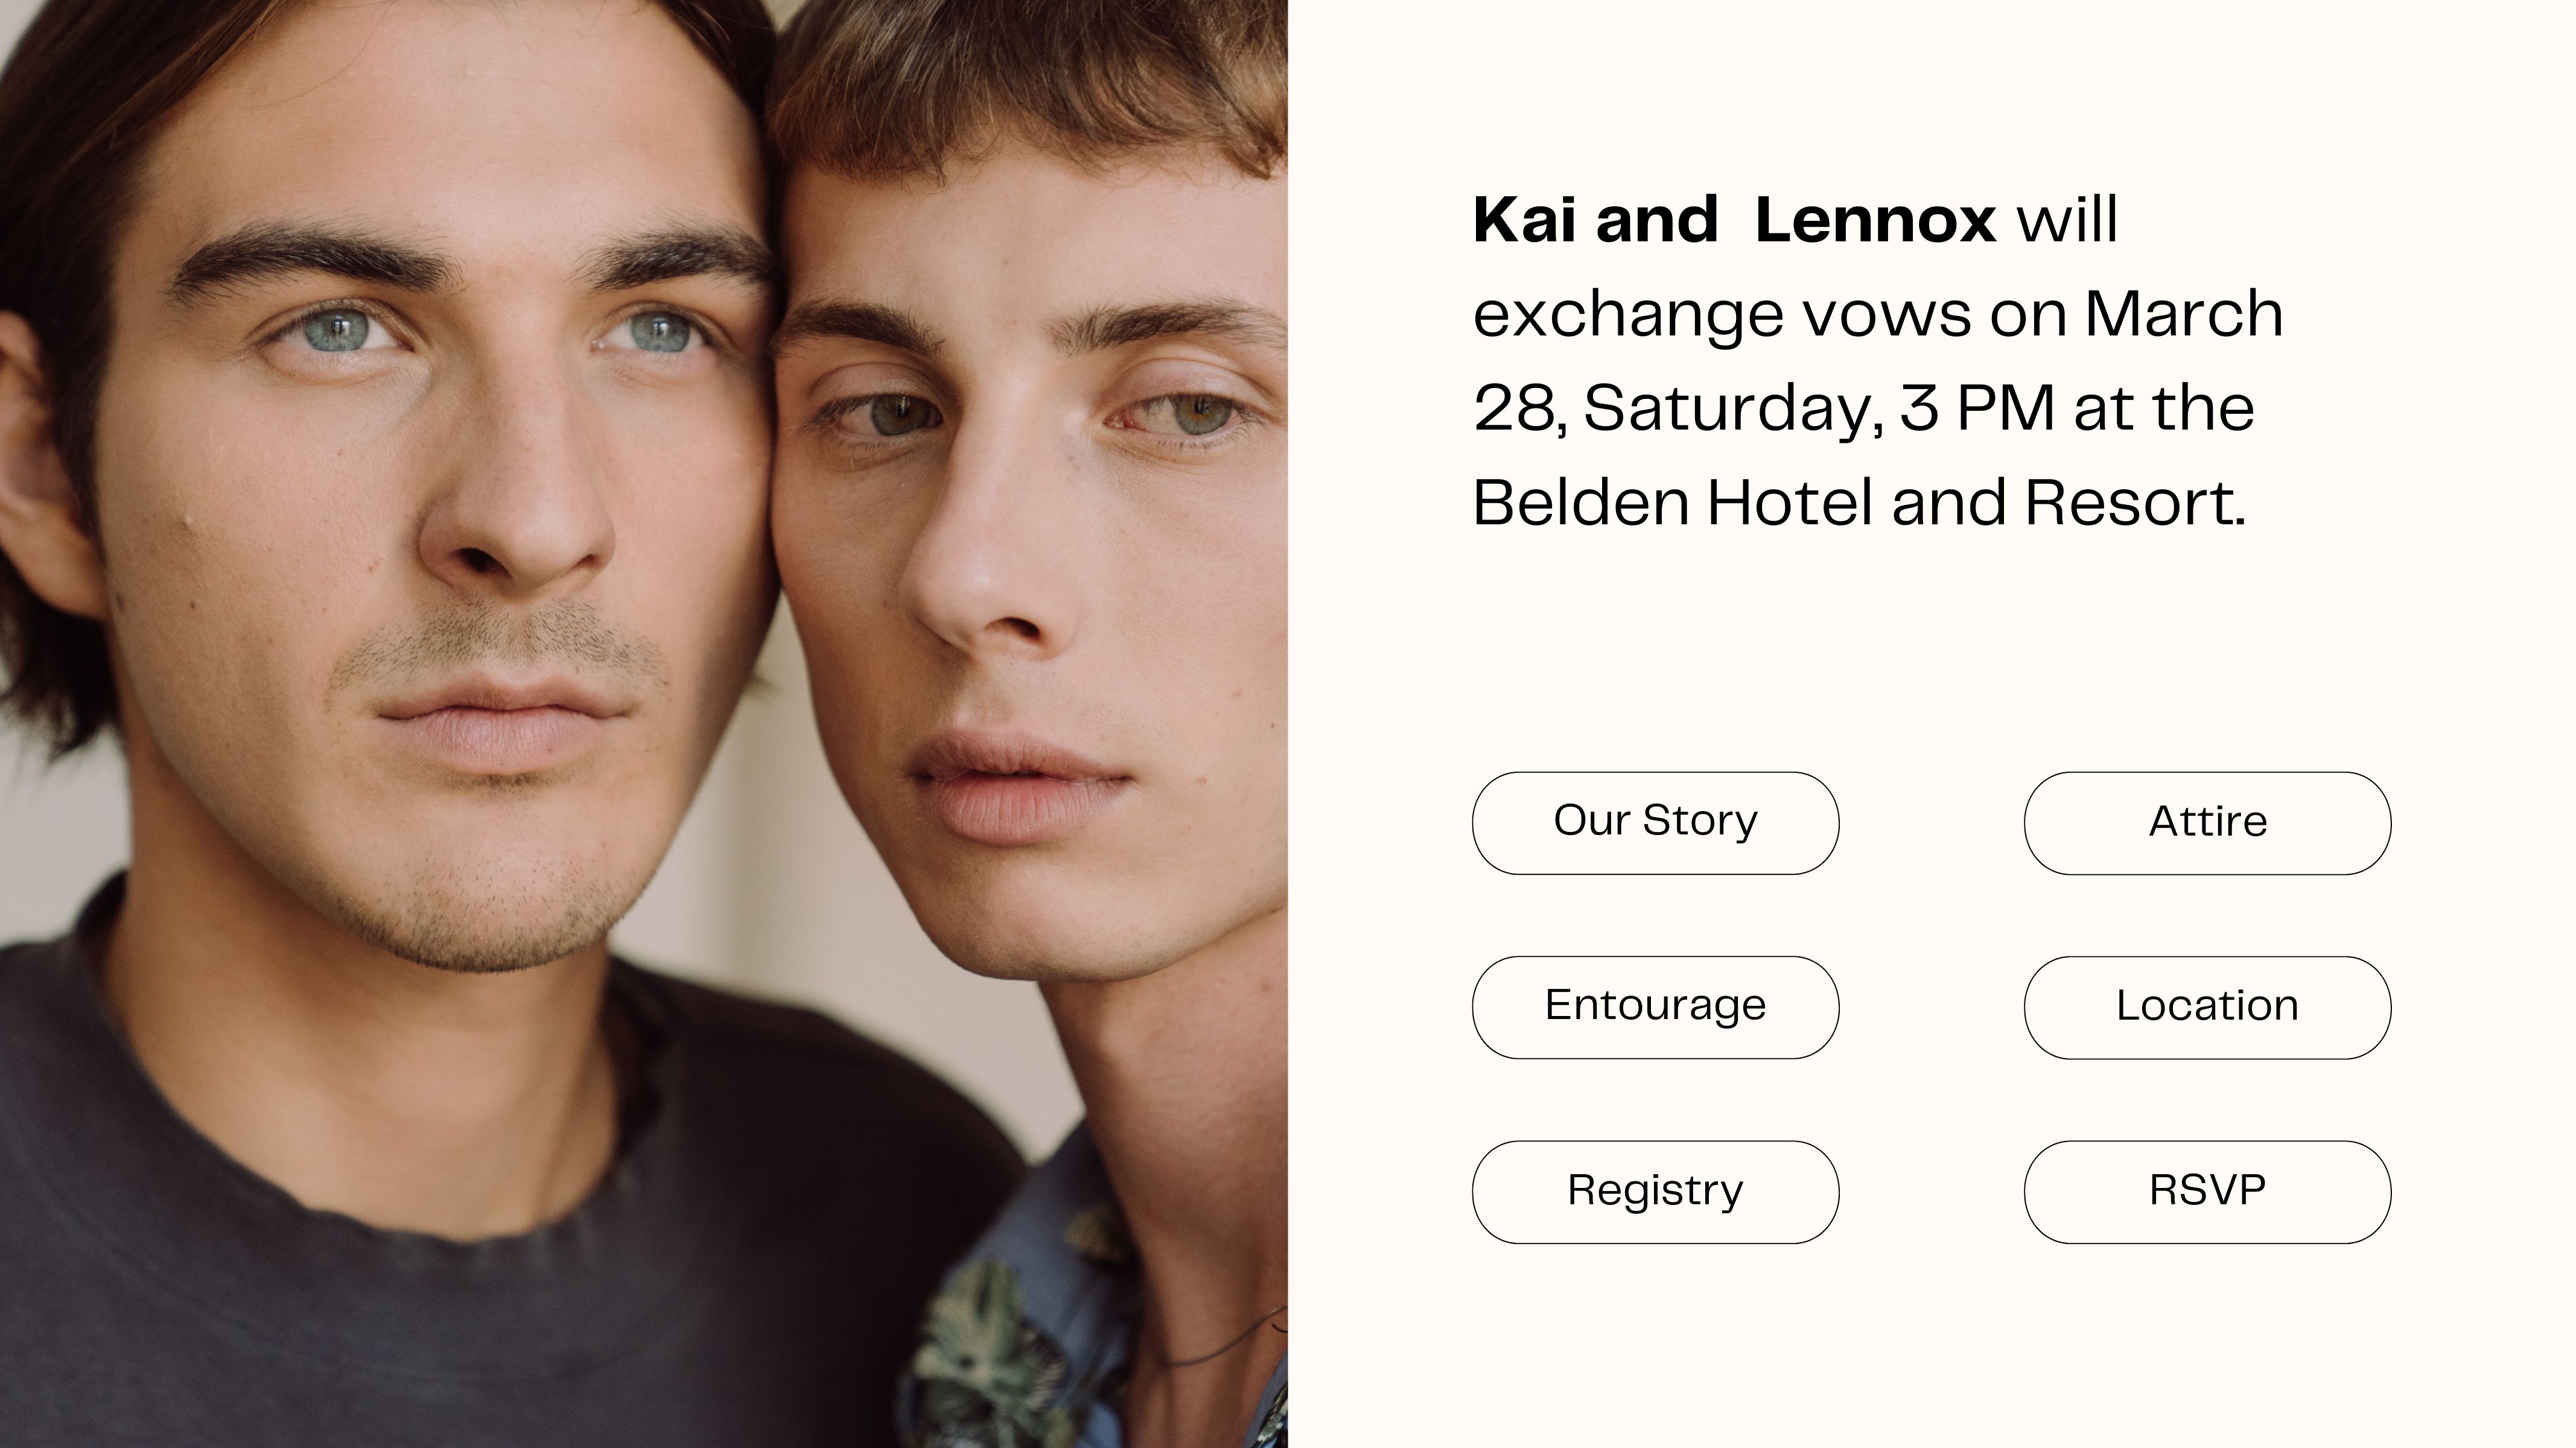 Kai and  Lennox will
exchange vows on March
28, Saturday, 3 PM at the
Belden Hotel and Resort.
Our Story
Attire
Entourage
Location
Registry
RSVP